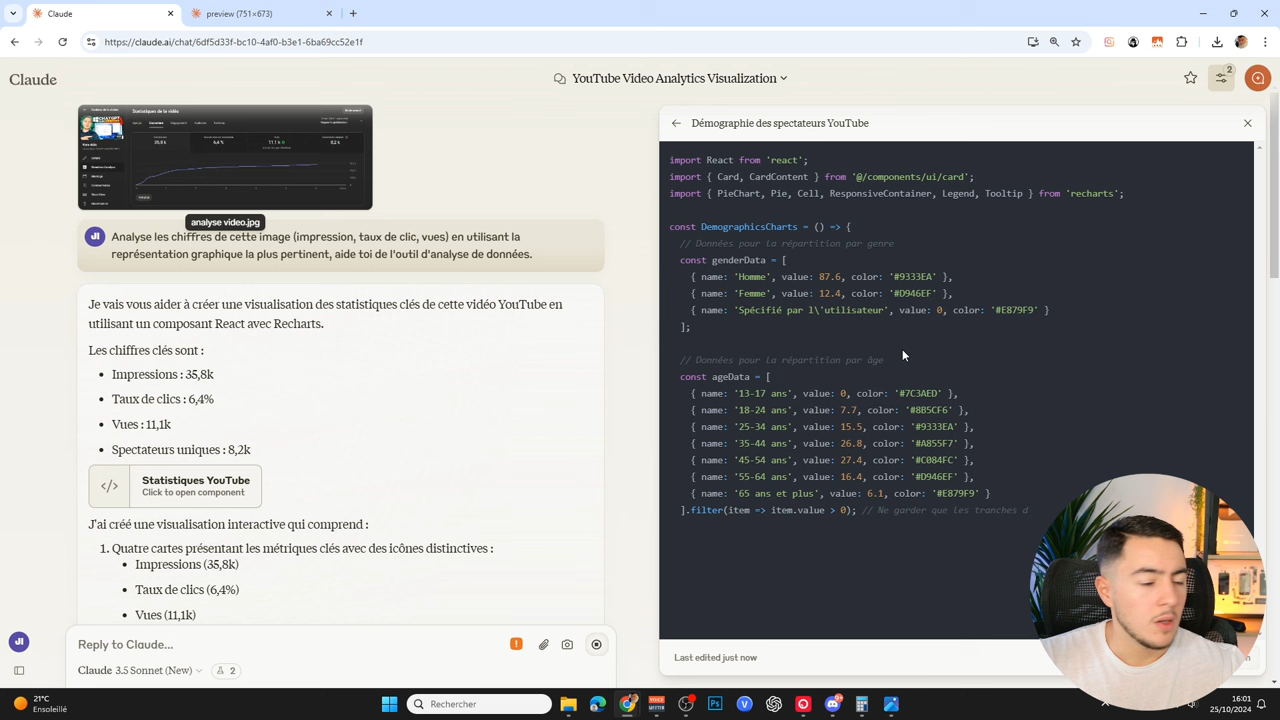 Claude
preview (751×673)
https://claude.ai/chat/6df5d33f-bc10-4af0-b3e1-6ba69cc52e1f
Claude
YouTube Video Analytics Visualization
2
Statistiques de la vidéo
analyse video.jpg
JI
Analyse les chiffres de cette image (impression, taux de clic, vues) en utilisant la
représentation graphique la plus pertinent, aide toi de l'outil d'analyse de données.
Je vais vous aider à créer une visualisation des statistiques clés de cette vidéo YouTube en
utilisant un composant React avec Recharts.
Les chiffres clés sont :
• Impressions : 35,8k
• Taux de clics : 6,4%
• Vues : 11,1k
• Spectateurs uniques : 8,2k
</>
Statistiques YouTube
Click to open component
J'ai créé une visualisation interactive qui comprend :
1. Quatre cartes présentant les métriques clés avec des icônes distinctives :
• Impressions (35,8k)
• Taux de clics (6,4%)
• Vues (11,1k)
Reply to Claude...
Claude 3.5 Sonnet (New)
2
JI
Démographie des spectateurs YouTube
import React from 'react';
import { Card, CardContent } from '@/components/ui/card';
import { PieChart, Pie, Cell, ResponsiveContainer, Legend, Tooltip } from 'recharts';
const DemographicsCharts = () => {
// Données pour la répartition par genre
const genderData = [
{ name: 'Homme', value: 87.6, color: '#9333EA' },
{ name: 'Femme', value: 12.4, color: '#D946EF' },
{ name: 'Spécifié par l\'utilisateur', value: 0, color: '#E879F9' }
];
// Données pour la répartition par âge
const ageData = [
{ name: '13-17 ans', value: 0, color: '#7C3AED' },
{ name: '18-24 ans', value: 7.7, color: '#8B5CF6' },
{ name: '25-34 ans', value: 15.5, color: '#9333EA' },
{ name: '35-44 ans', value: 26.8, color: '#A855F7' },
{ name: '45-54 ans', value: 27.4, color: '#C084FC' },
{ name: '55-64 ans', value: 16.4, color: '#D946EF' },
{ name: '65 ans et plus', value: 6.1, color: '#E879F9' }
].filter(item => item.value > 0); // Ne garder que les tranches d
Last edited just now
21°C
Ensoleillé
Rechercher
16:01
25/10/2024